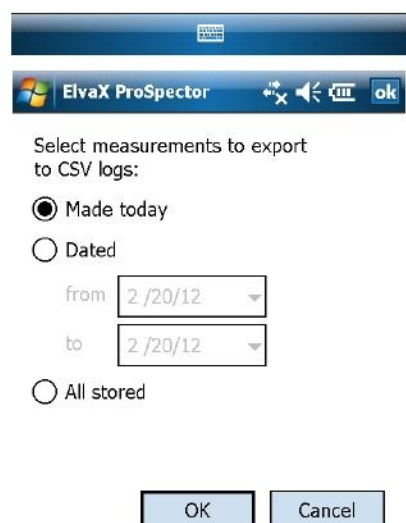 ElvaX ProSpector ok
Select measurements to export
to CSV logs:
Made today
Dated
from 2 /20/12
to 2 /20/12
All stored
OK Cancel